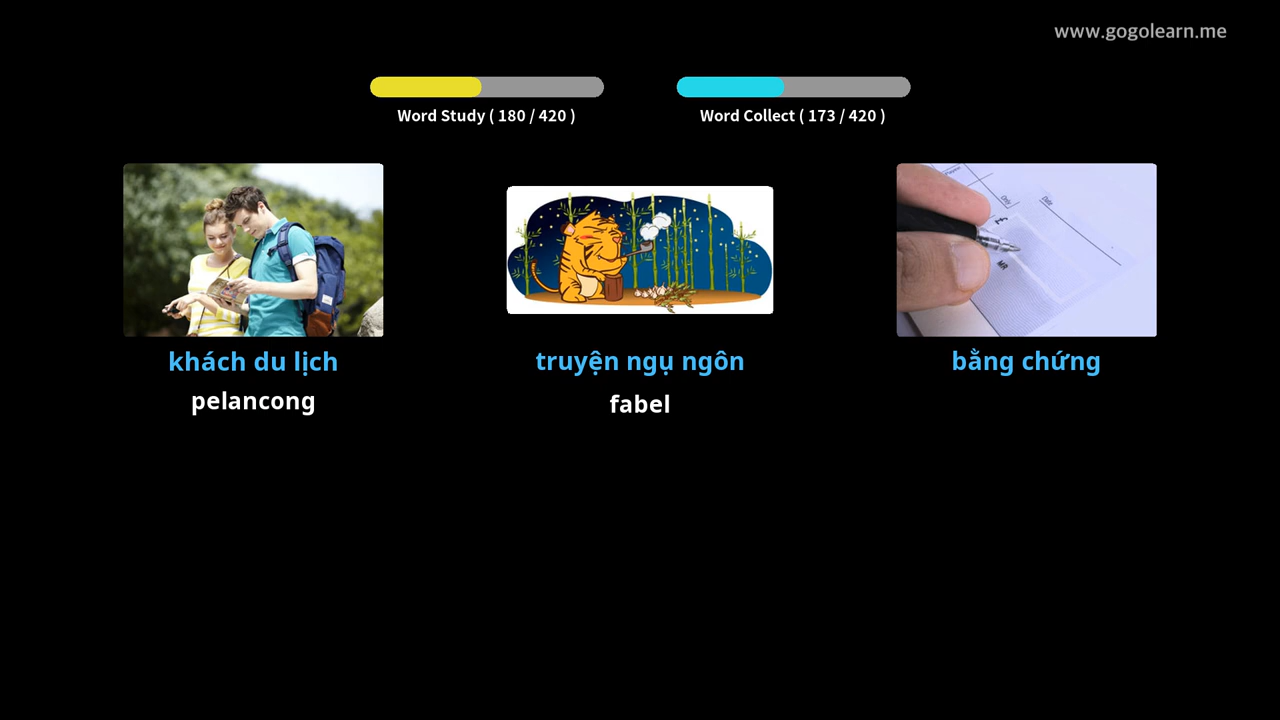 www.gogolearn.me
Word Study ( 180 / 420 )
Word Collect ( 173 / 420 )
khách du lịch
truyện ngụ ngôn
bằng chứng
pelancong
fabel